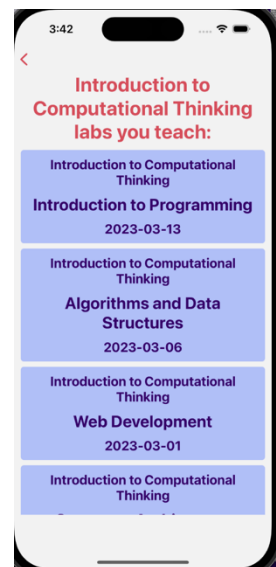 3:42
Introduction to
Computational Thinking
labs you teach:
Introduction to Computational
Thinking
Introduction to Programming
2023-03-13
Introduction to Computational
Thinking
Algorithms and Data
Structures
2023-03-06
Introduction to Computational
Thinking
Web Development
2023-03-01
Introduction to Computational
Thinking